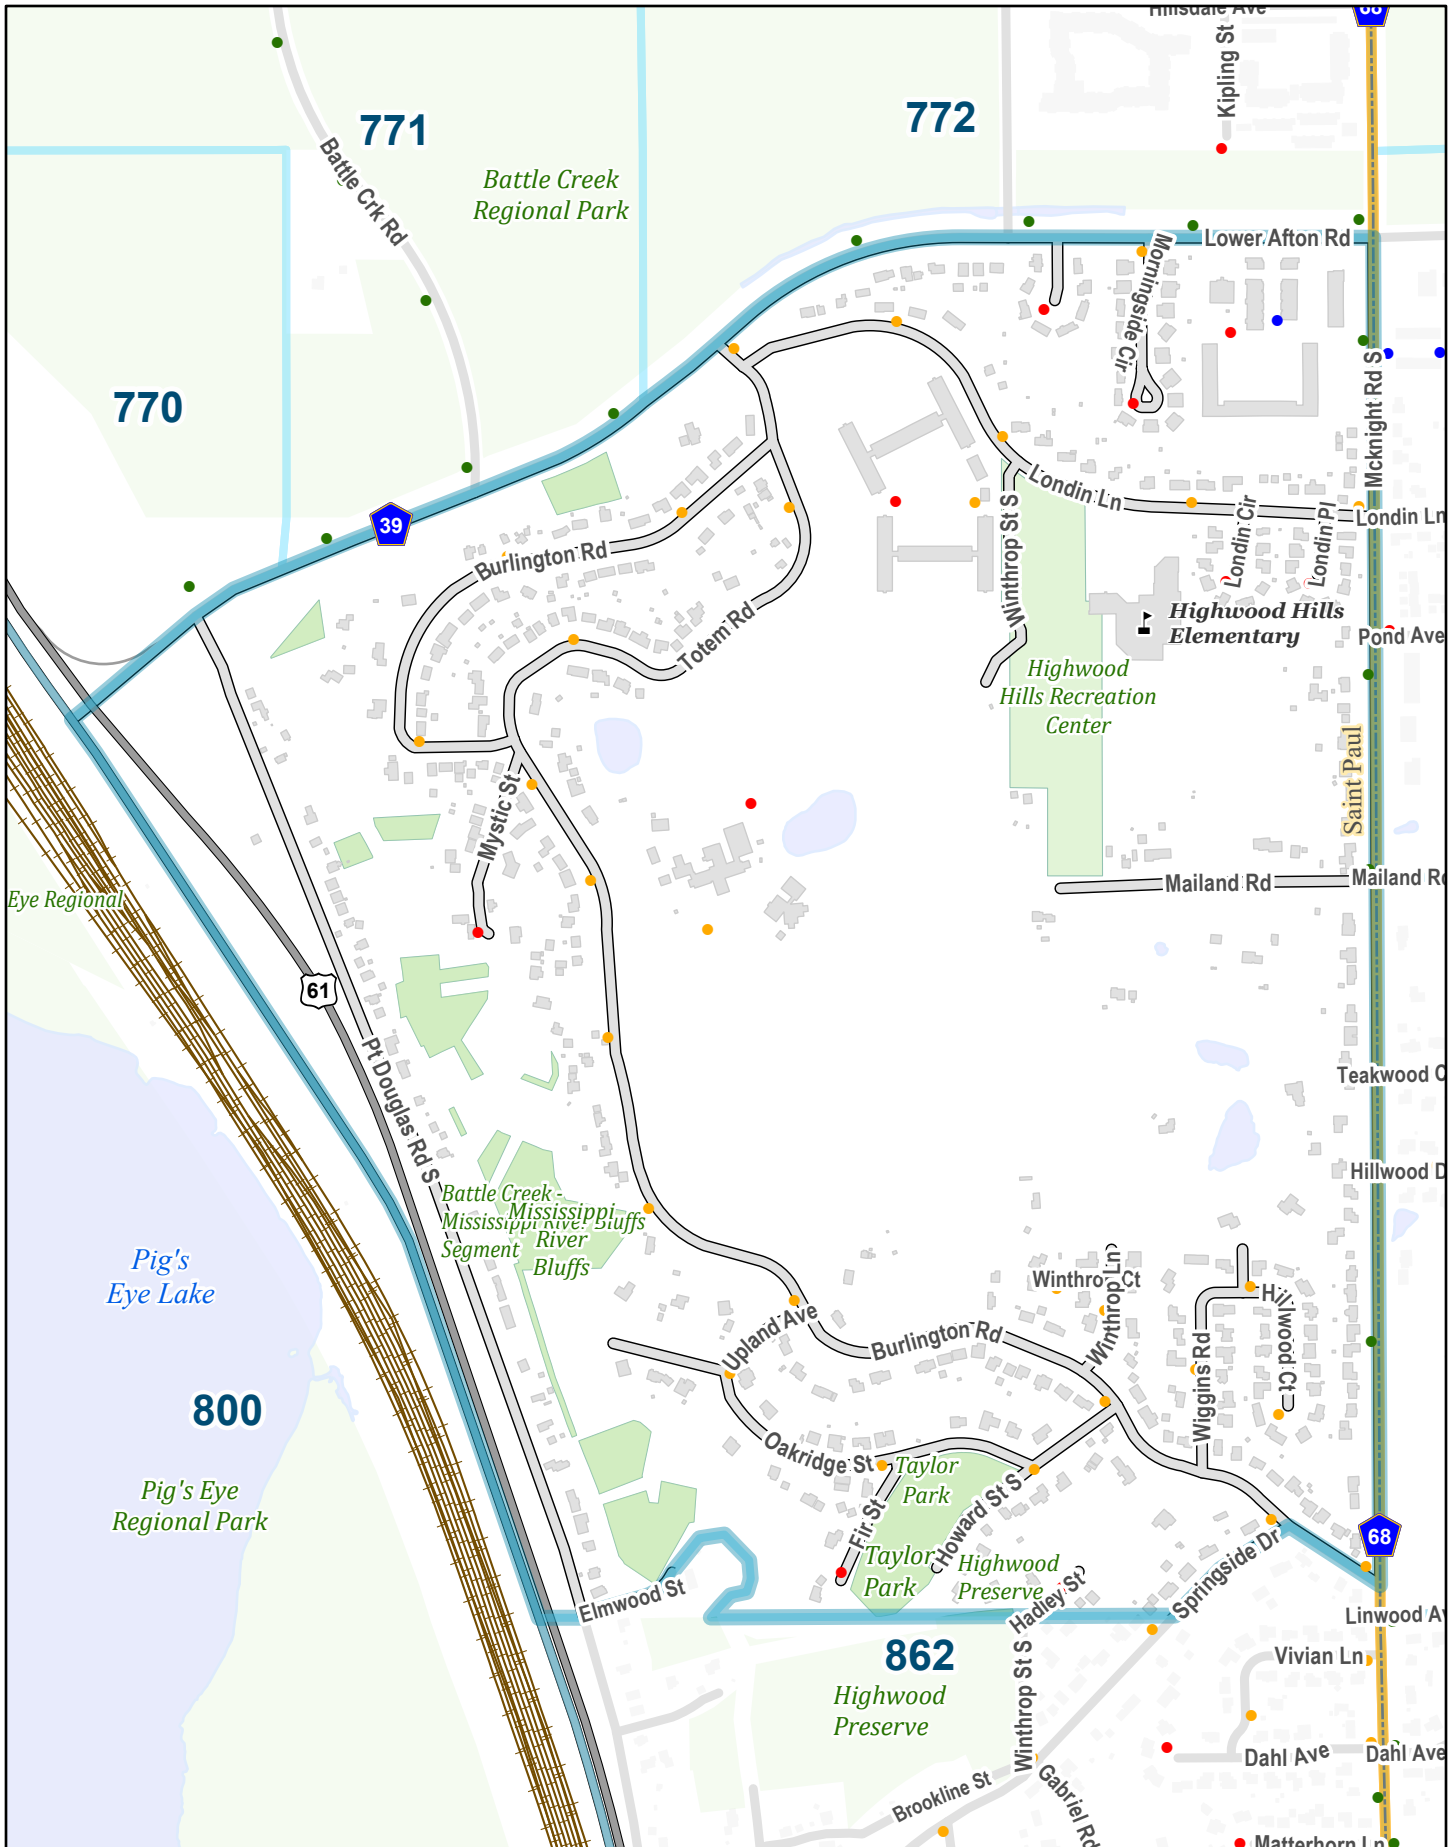 Hillsdale Ave
68
Kipling St
771
772
Battle Crk Rd
Battle Creek
Regional Park
Lower Afton Rd
Morningside Cir
Mcknight Rd S
770
39
Londin Ln
Londin Ln
Londin Cir
Londin Pl
Winthrop St S
Burlington Rd
Totem Rd
Highwood Hills
Elementary
Pond Ave
Highwood
Hills Recreation
Center
Saint Paul
Mystic St
Mailand Rd
Mailand Rd
Eye Regional
61
Pt Douglas Rd S
Teakwood C
Hillwood D
Battle Creek -
Mississippi River Bluffs
Segment
Mississippi
River
Bluffs
Pig's
Eye Lake
Winthrop Ct
Winthrop Ln
Hillwood Ct
Wiggins Rd
Upland Ave
Burlington Rd
800
Oakridge St
Taylor
Park
Howard St S
Fir St
Pig's Eye
Regional Park
68
Taylor
Park
Highwood
Preserve
Springside Dr
Elmwood St
Hadley St
Linwood Av
862
Vivian Ln
Highwood
Preserve
Winthrop St S
Dahl Ave
Dahl Ave
Brookline St
Gabriel Rd
Matterhorn Ln